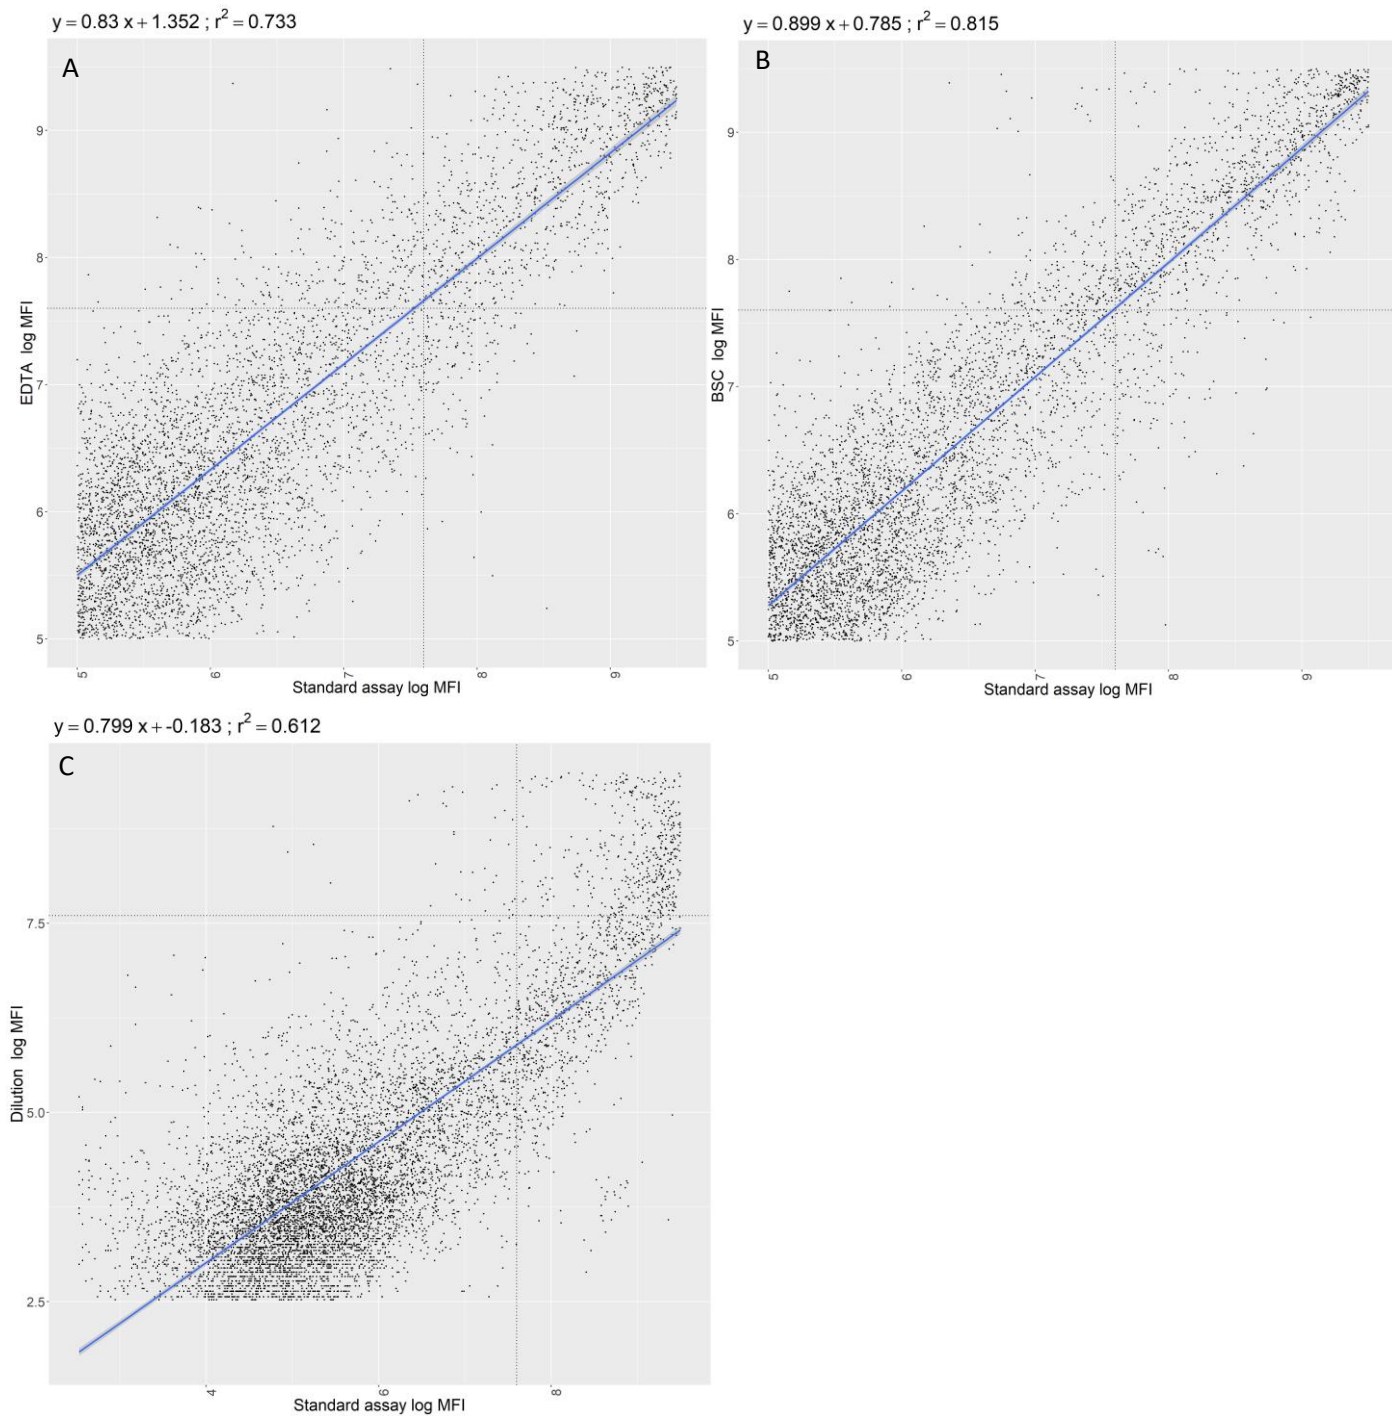 y = 0.83 x + 1.352 ; r² = 0.733
A
EDTA log MFI
9
8
7
6
5
5 6 7 8 9
Standard assay log MFI
y = 0.899 x + 0.785 ; r² = 0.815
B
BSC log MFI
9
8
7
6
5
5 6 7 8 9
Standard assay log MFI
y = 0.799 x + -0.183 ; r² = 0.612
C
Dilution log MFI
7.5
5.0
2.5
4 6 8
Standard assay log MFI